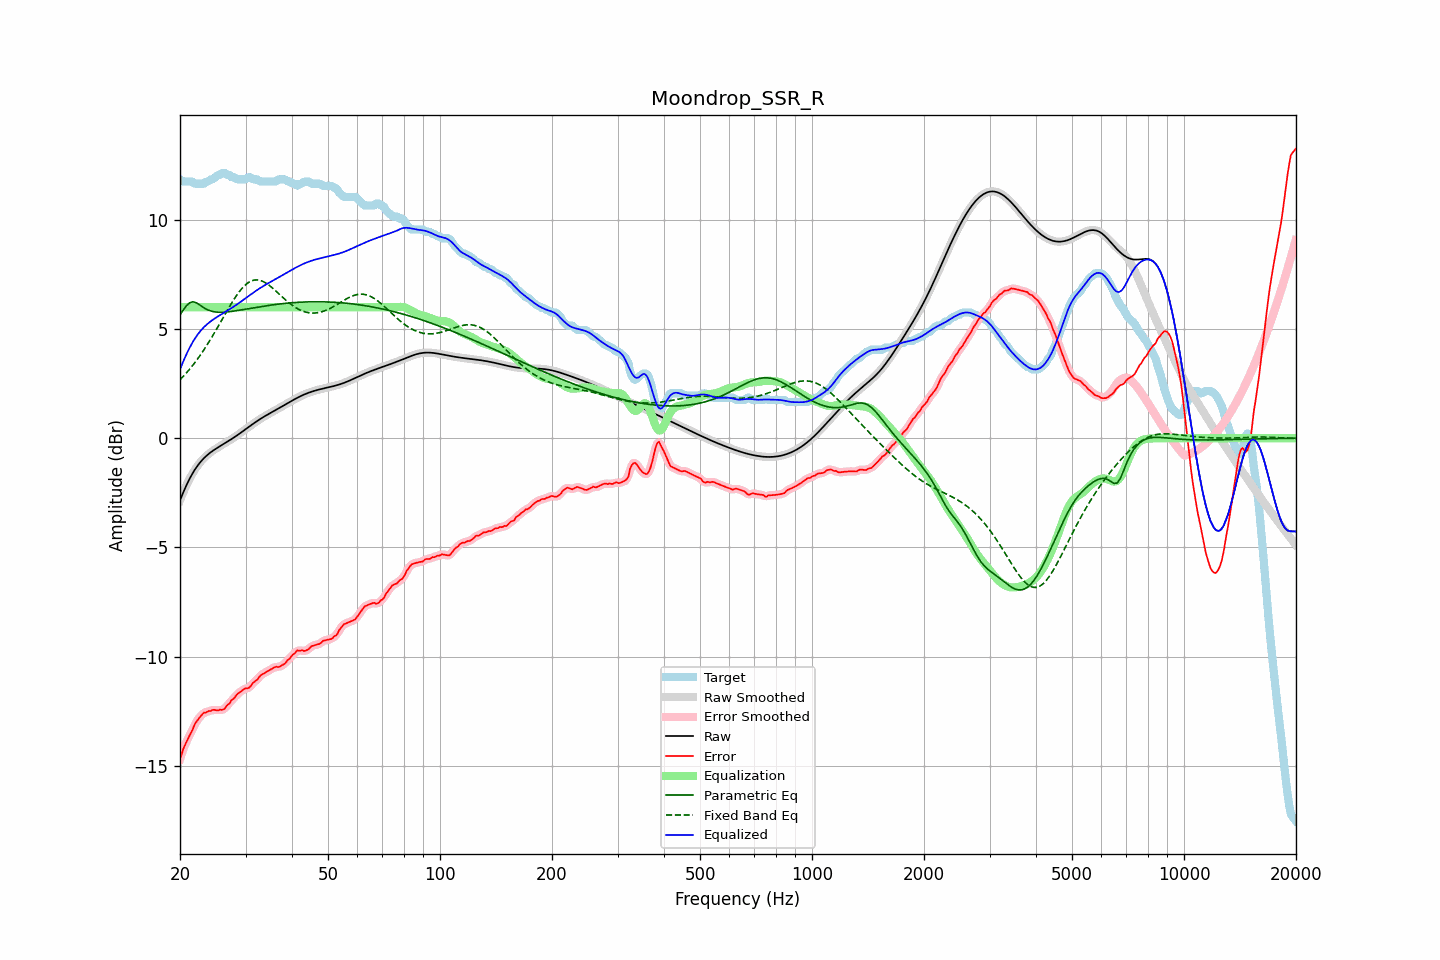 Moondrop_SSR_R
Amplitude (dBr)
10
5
0
−5
−10
−15
Target
Raw Smoothed
Error Smoothed
Raw
Error
Equalization
Parametric Eq
Fixed Band Eq
Equalized
20 50 100 200 500 1000 2000 5000 10000 20000
Frequency (Hz)